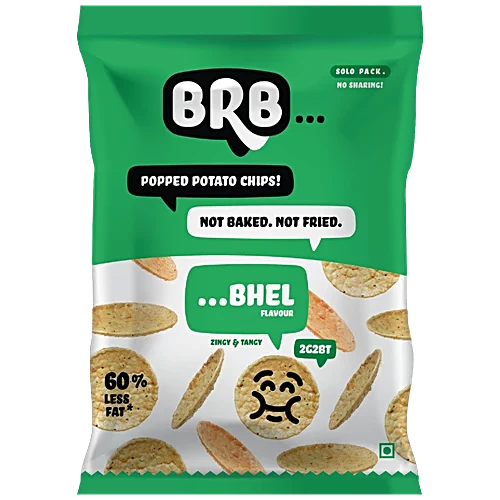 SOLO PACK.
NO SHARING!
BRB...
POPPED POTATO CHIPS!
NOT BAKED. NOT FRIED.
...BHEL
FLAVOUR
ZINGY & TANGY
2G2BT
60%
LESS
FAT*